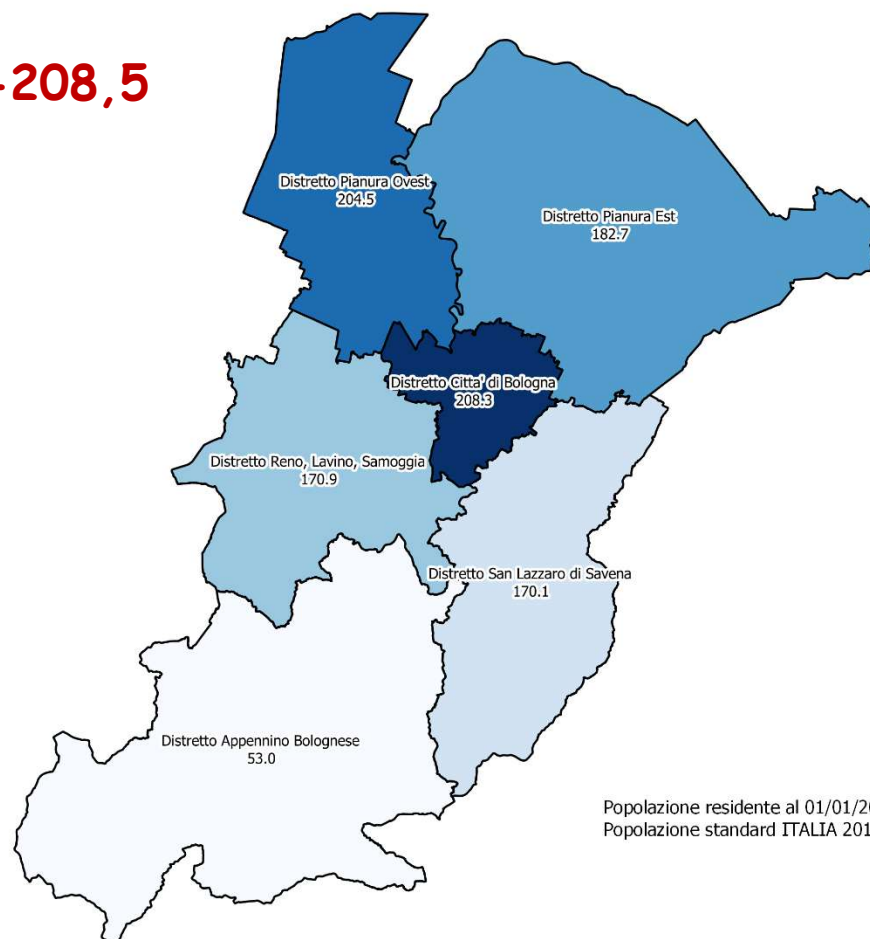 -208,5
Distretto Pianura Ovest
204.5
Distretto Pianura Est
182.7
Distretto Citta' di Bologna
208.3
Distretto Reno, Lavino, Samoggia
170.9
Distretto San Lazzaro di Savena
170.1
Distretto Appennino Bolognese
53.0
Popolazione residente al 01/01/20
Popolazione standard ITALIA 201